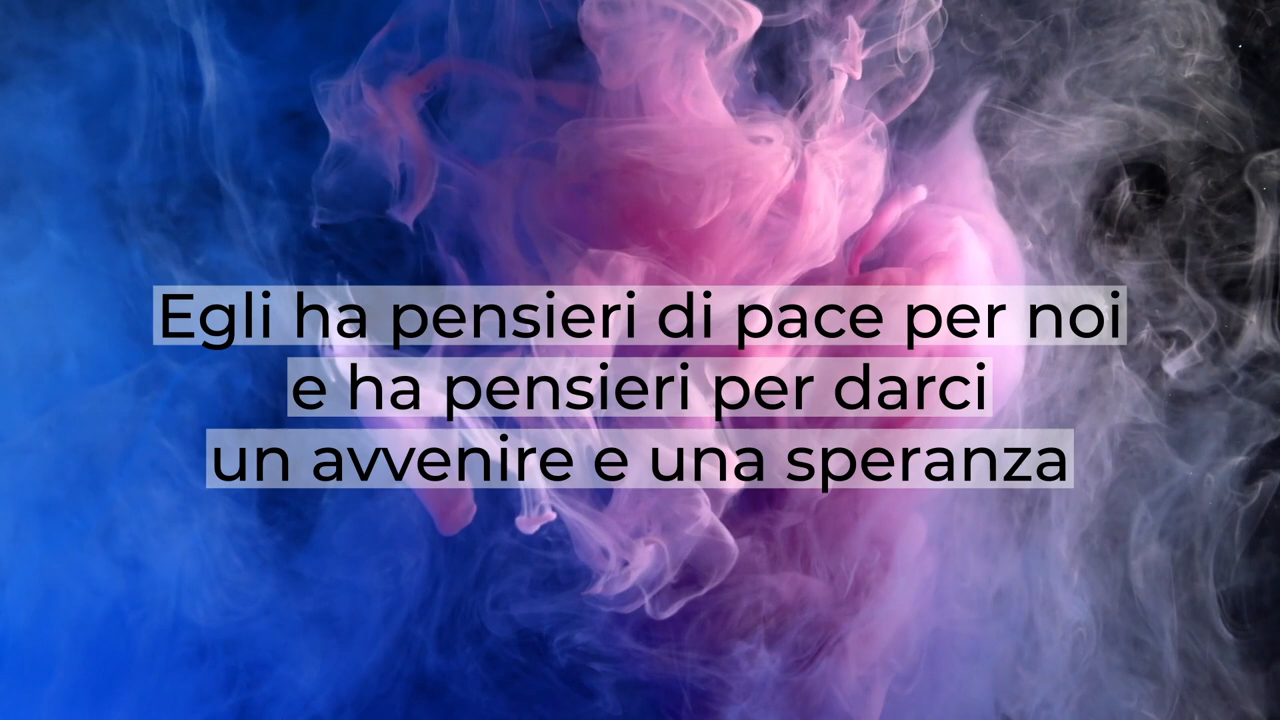 Egli ha pensieri di pace per noi
e ha pensieri per darci
un avvenire e una speranza